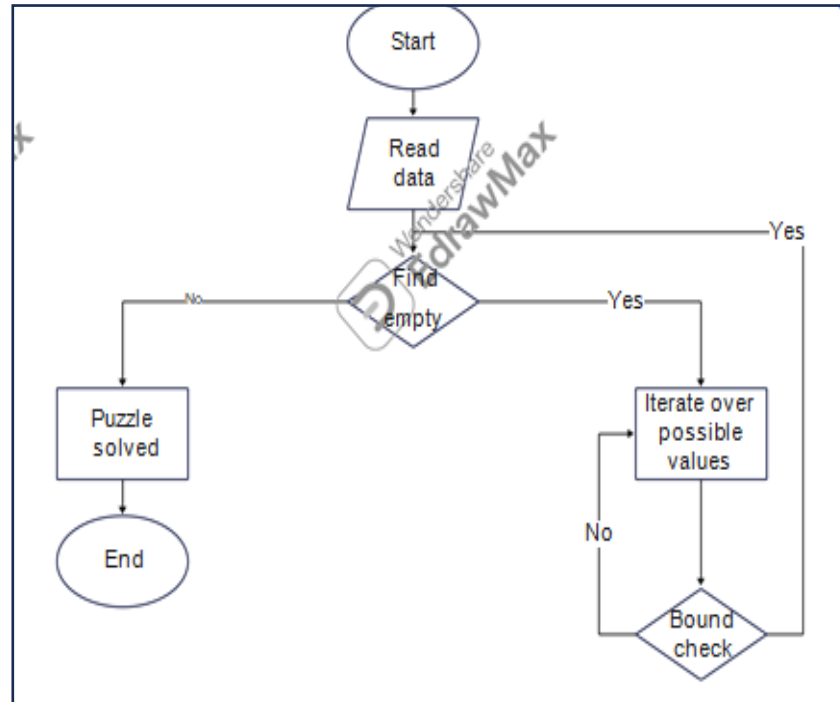 Start
Read
data
Wondershare
EdrawMax
Yes
Find
empty
No
Yes
Puzzle
solved
Iterate over
possible
values
No
End
Bound
check